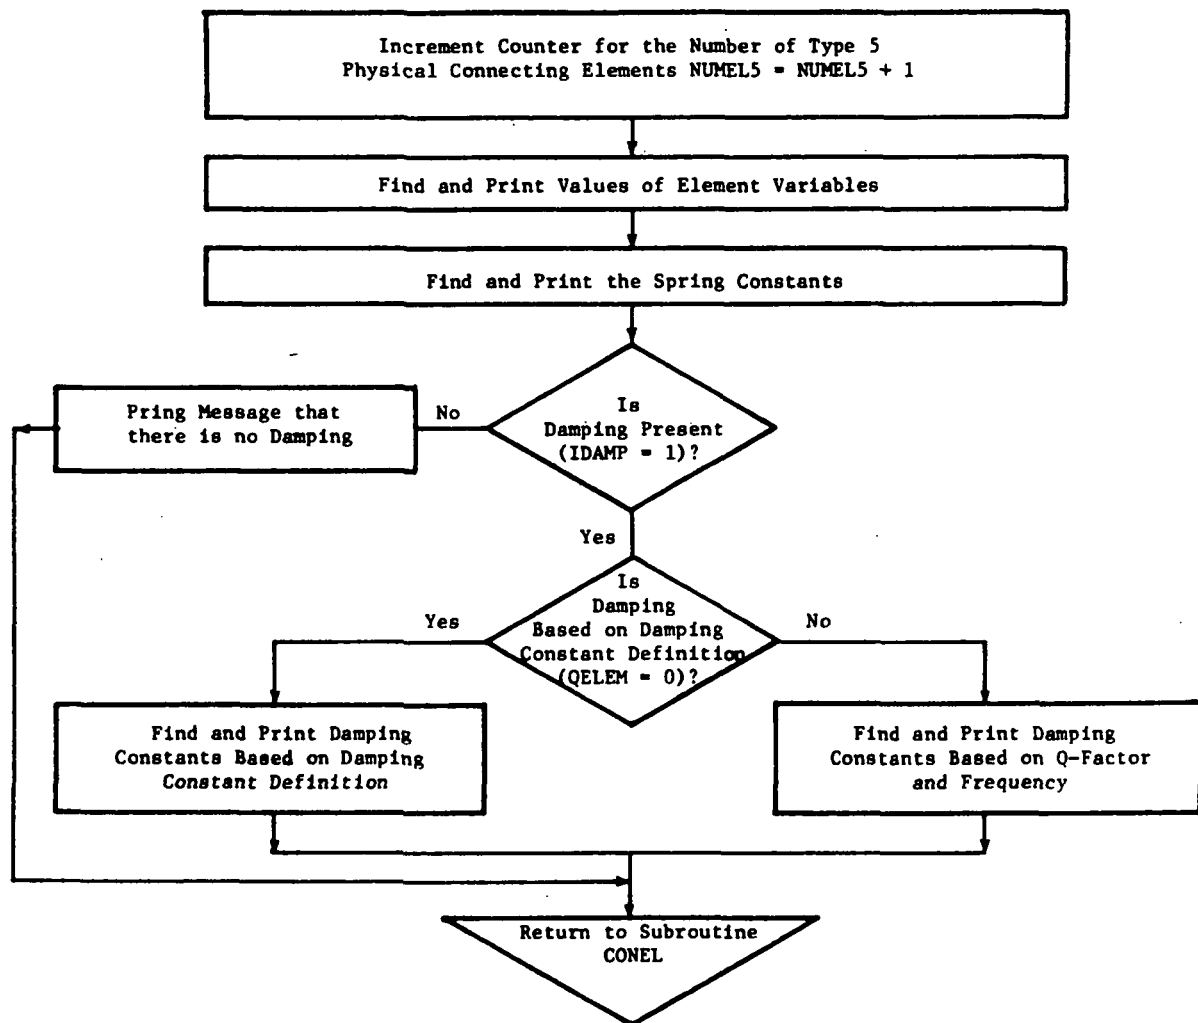 Increment Counter for the Number of Type 5
Physical Connecting Elements NUMEL5 = NUMEL5 + 1
Find and Print Values of Element Variables
Find and Print the Spring Constants
Is
Damping Present
(IDAMP = 1)?
No
Pring Message that
there is no Damping
Yes
Is
Damping
Based on Damping
Constant Definition
(QELEM = 0)?
Yes
No
Find and Print Damping
Constants Based on Damping
Constant Definition
Find and Print Damping
Constants Based on Q-Factor
and Frequency
Return to Subroutine
CONEL